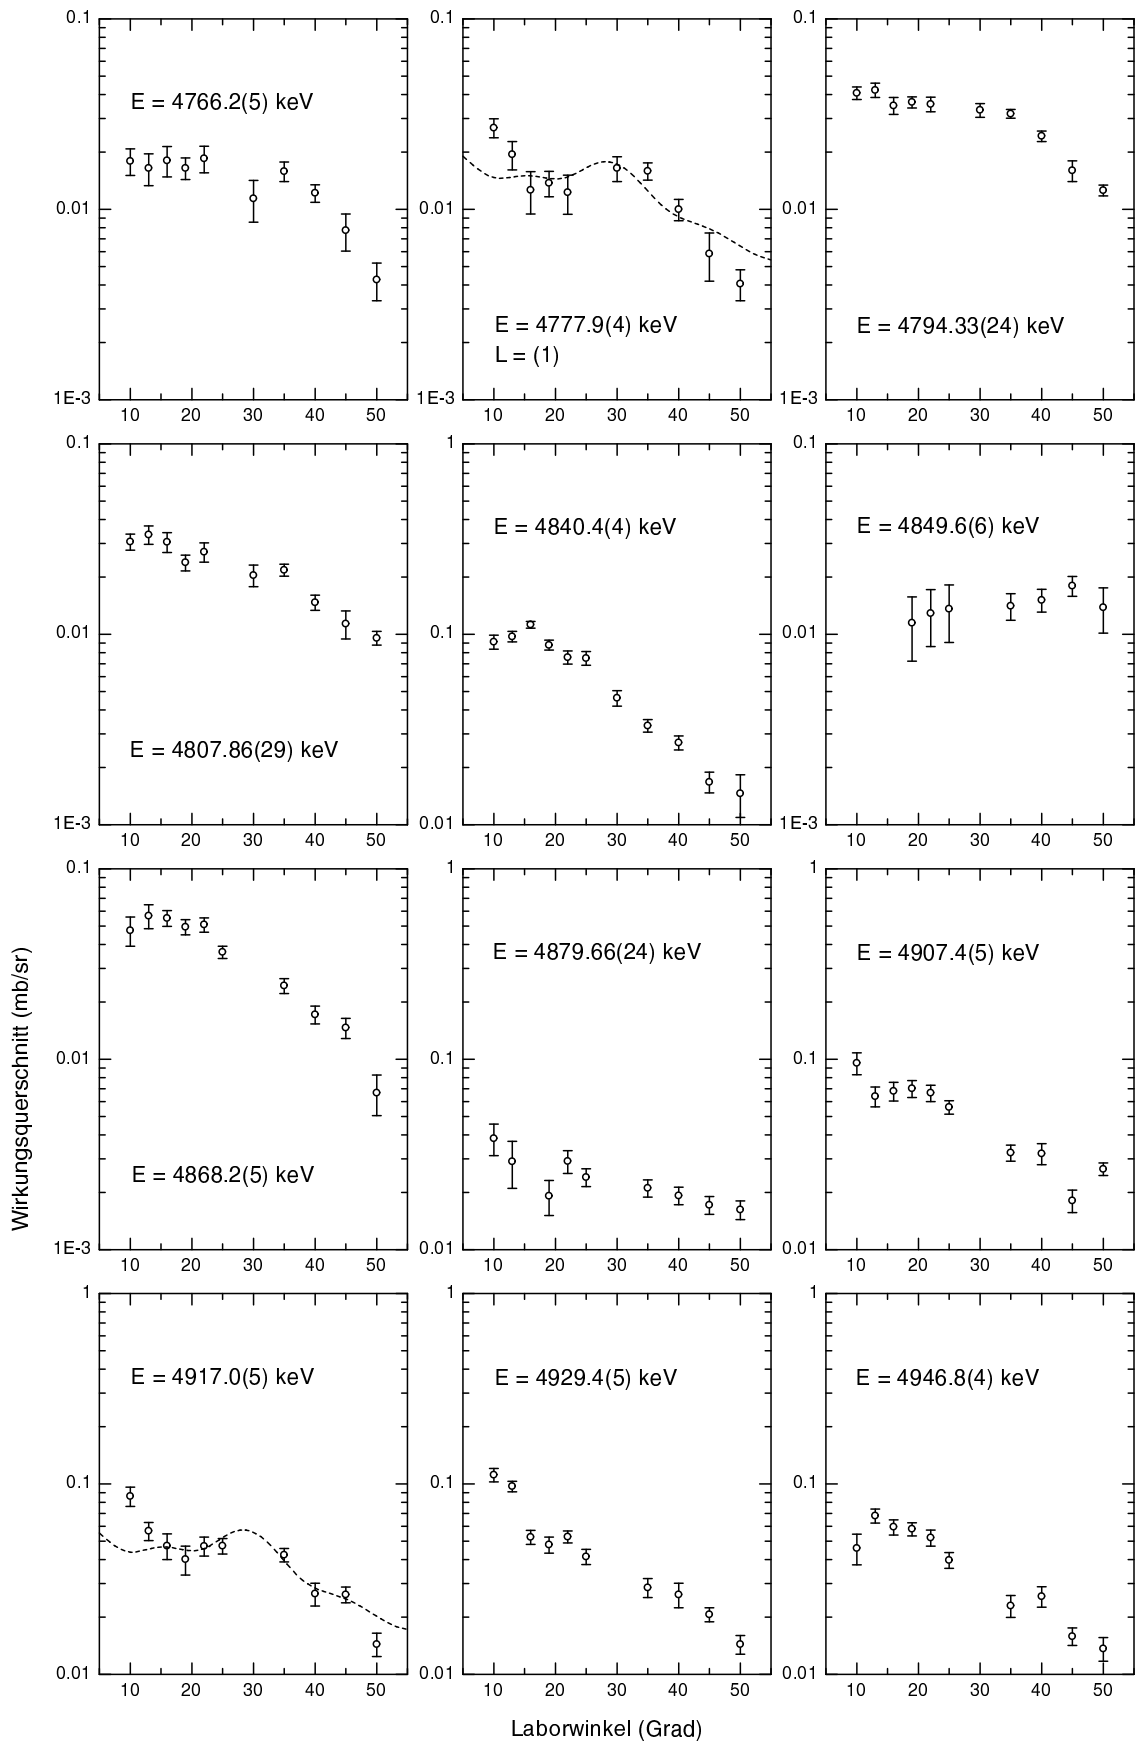 0.1
0.01
1E-3
10 20 30 40 50
E = 4766.2(5) keV
0.1
0.01
1E-3
10 20 30 40 50
E = 4777.9(4) keV
L = (1)
0.1
0.01
1E-3
10 20 30 40 50
E = 4794.33(24) keV
0.1
0.01
1E-3
10 20 30 40 50
E = 4807.86(29) keV
1
0.1
0.01
10 20 30 40 50
E = 4840.4(4) keV
0.1
0.01
1E-3
10 20 30 40 50
E = 4849.6(6) keV
0.1
0.01
1E-3
10 20 30 40 50
E = 4868.2(5) keV
1
0.1
0.01
10 20 30 40 50
E = 4879.66(24) keV
1
0.1
0.01
10 20 30 40 50
E = 4907.4(5) keV
1
0.1
0.01
10 20 30 40 50
E = 4917.0(5) keV
1
0.1
0.01
10 20 30 40 50
E = 4929.4(5) keV
1
0.1
0.01
10 20 30 40 50
E = 4946.8(4) keV
Wirkungsquerschnitt (mb/sr)
Laborwinkel (Grad)